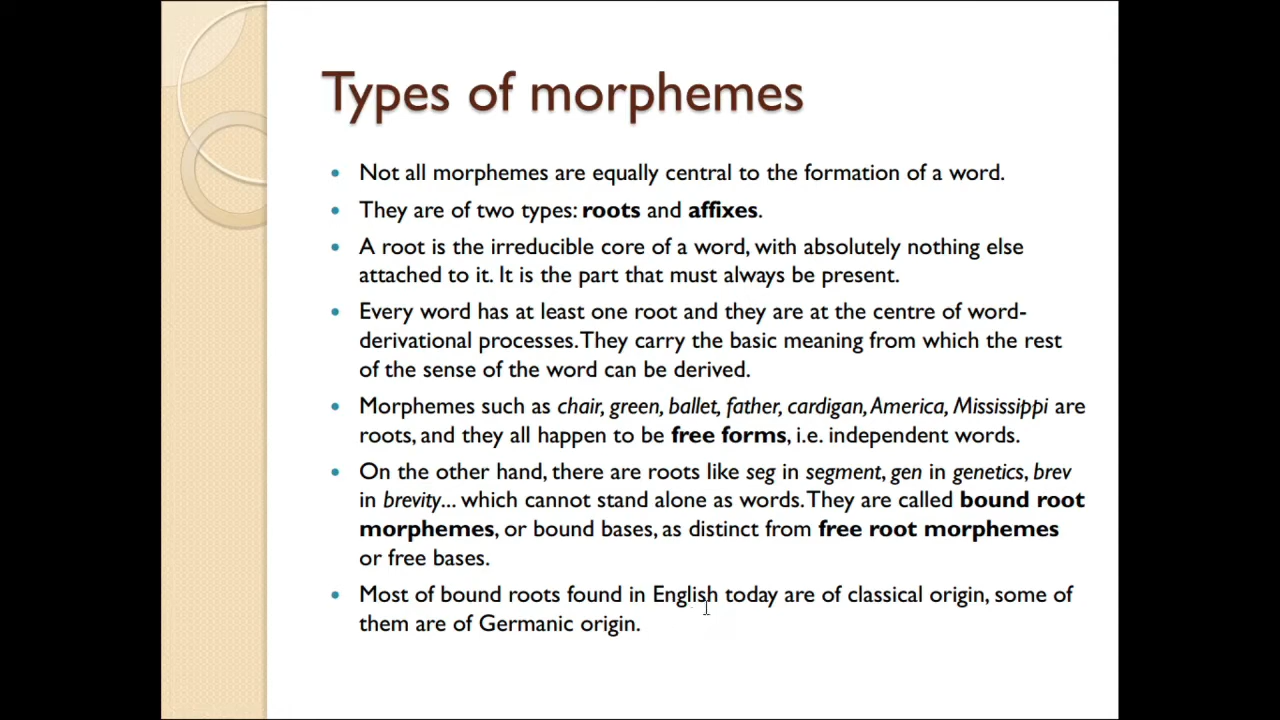 Types of morphemes
• Not all morphemes are equally central to the formation of a word.
• They are of two types: roots and affixes.
• A root is the irreducible core of a word, with absolutely nothing else
attached to it. It is the part that must always be present.
• Every word has at least one root and they are at the centre of word-
derivational processes. They carry the basic meaning from which the rest
of the sense of the word can be derived.
• Morphemes such as chair, green, ballet, father, cardigan, America, Mississippi are
roots, and they all happen to be free forms, i.e. independent words.
• On the other hand, there are roots like seg in segment, gen in genetics, brev
in brevity... which cannot stand alone as words. They are called bound root
morphemes, or bound bases, as distinct from free root morphemes
or free bases.
• Most of bound roots found in English today are of classical origin, some of
them are of Germanic origin.